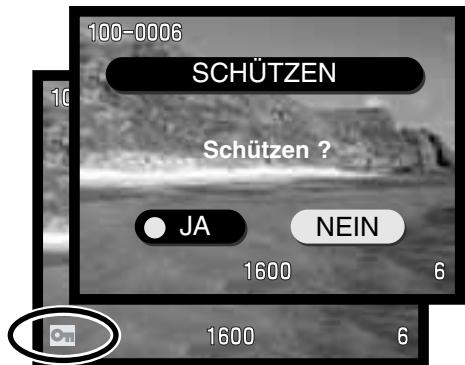 100-0006
SCHÜTZEN
10
Schützen ?
JA NEIN
1600 6
1600 6